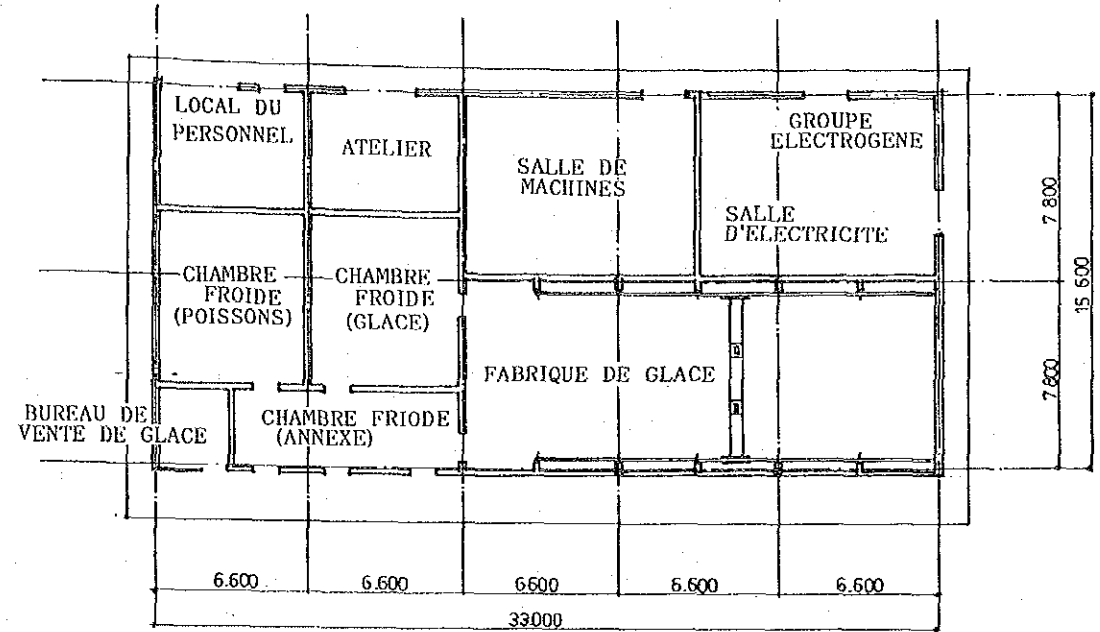 LOCAL DU
PERSONNEL
ATELIER
SALLE DE
MACHINES
GROUPE
ELECTROGENE
SALLE
D'ELECTRICITE
CHAMBRE
FROIDE
(POISSONS)
CHAMBRE
FROIDE
(GLACE)
FABRIQUE DE GLACE
BUREAU DE
VENTE DE GLACE
CHAMBRE FRIODE
(ANNEXE)
7 800
7 800
15 600
6.600
6.600
6600
6.600
6.600
33000